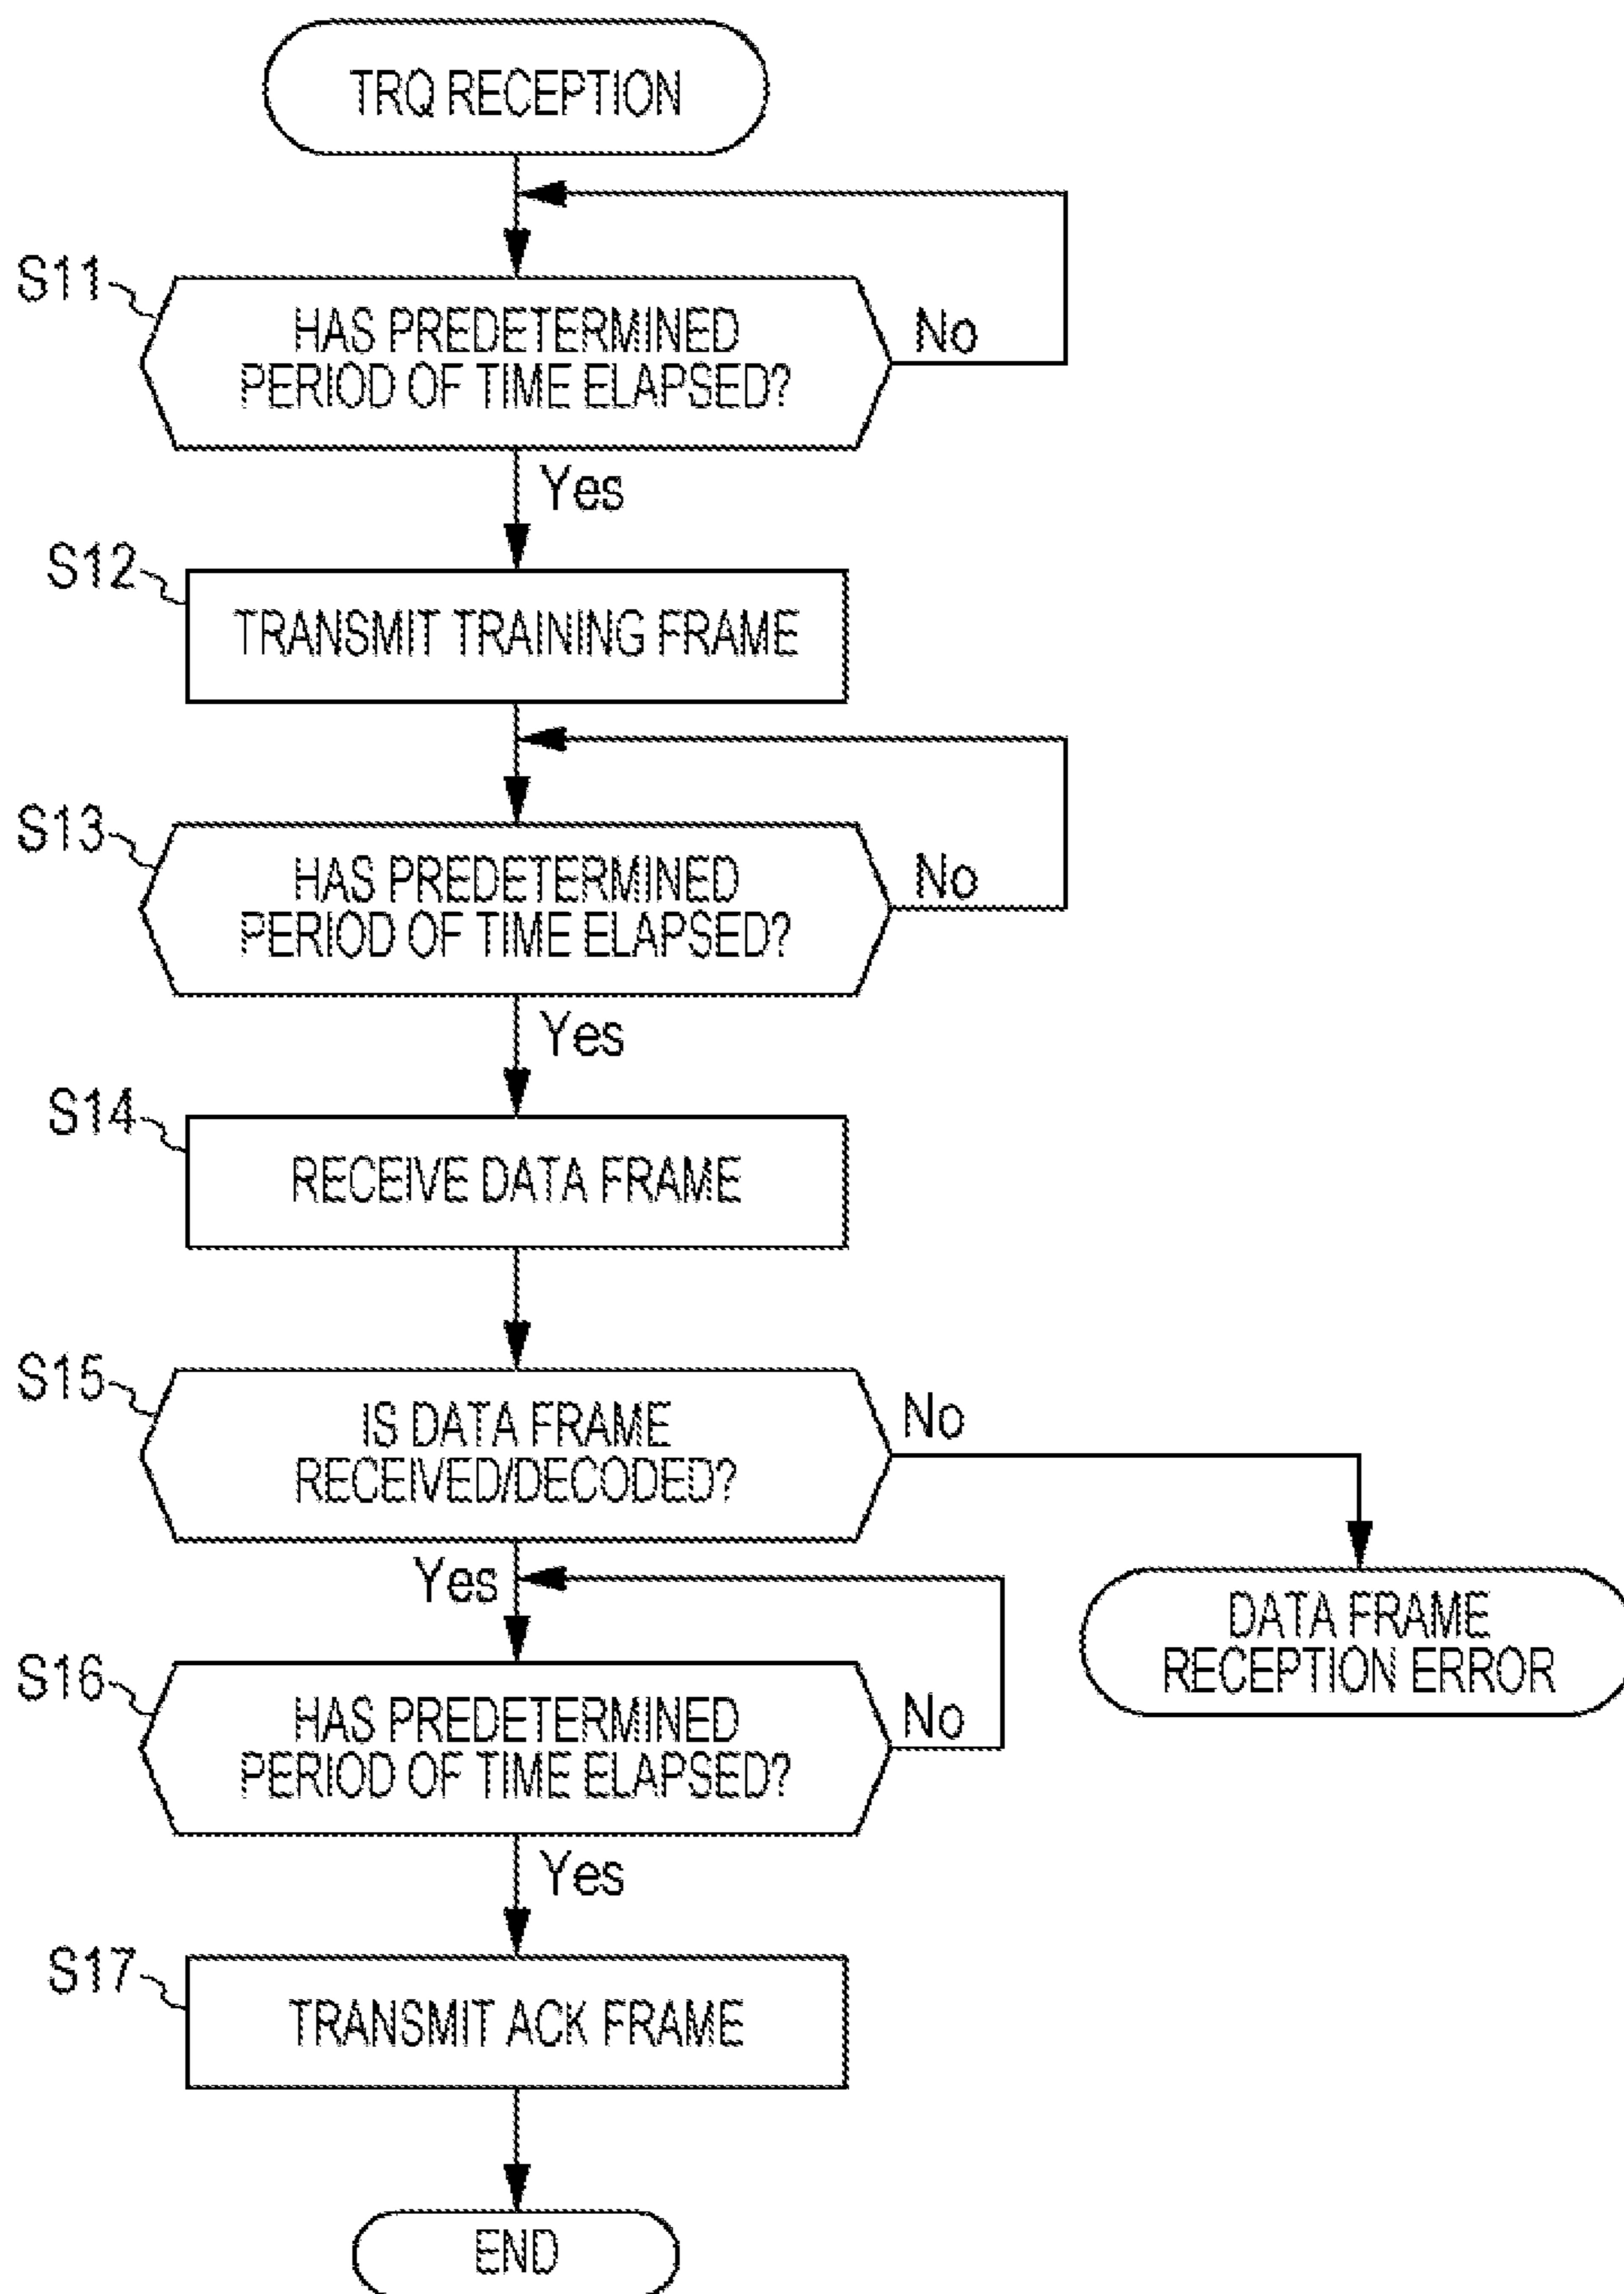 TRQ RECEPTION
S11
HAS PREDETERMINED
PERIOD OF TIME ELAPSED?
No
Yes
S12
TRANSMIT TRAINING FRAME
S13
HAS PREDETERMINED
PERIOD OF TIME ELAPSED?
No
Yes
S14
RECEIVE DATA FRAME
S15
IS DATA FRAME
RECEIVED/DECODED?
No
Yes
DATA FRAME
RECEPTION ERROR
S16
HAS PREDETERMINED
PERIOD OF TIME ELAPSED?
No
Yes
S17
TRANSMIT ACK FRAME
END